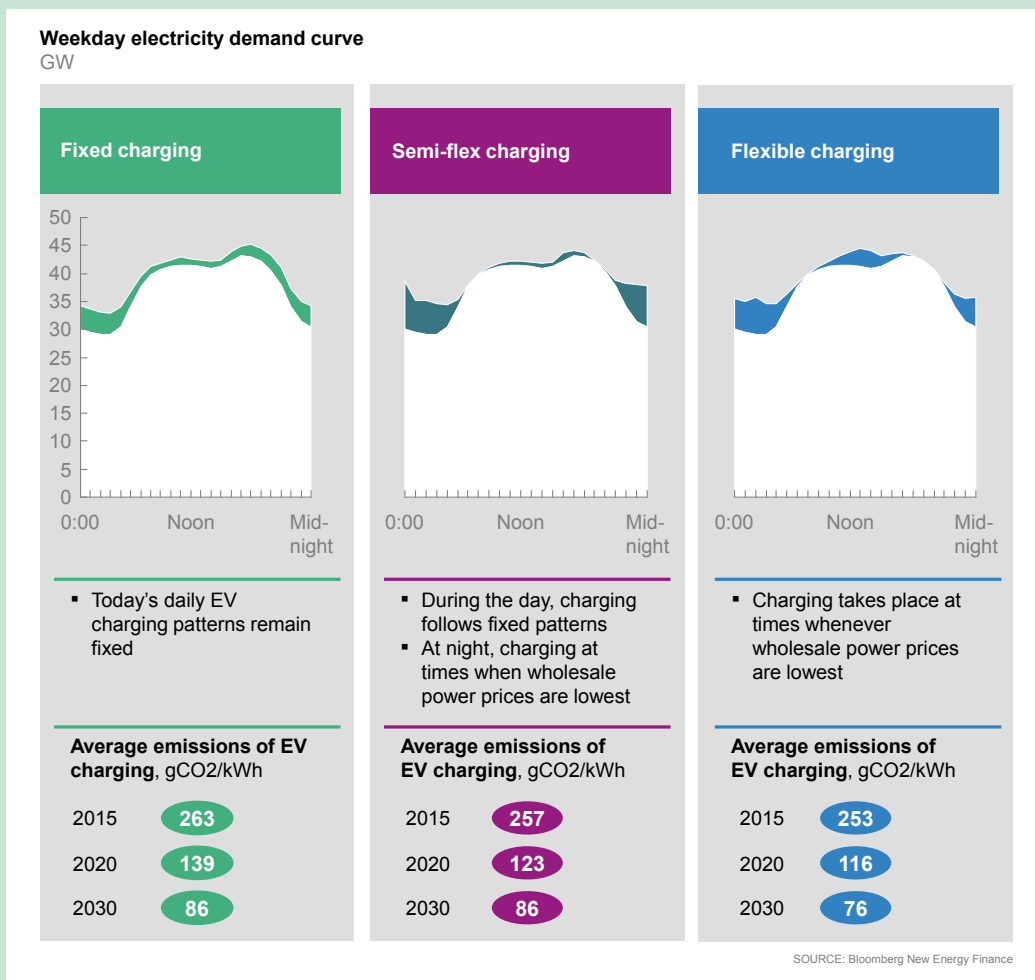 Weekday electricity demand curve
GW
Fixed charging
50
45
40
35
30
25
20
15
10
5
0
0:00
Noon
Mid-
night
▪ Today's daily EV
charging patterns remain
fixed
Average emissions of EV
charging, gCO2/kWh
2015 263
2020 139
2030 86
Semi-flex charging
0:00
Noon
Mid-
night
▪ During the day, charging
follows fixed patterns
▪ At night, charging at
times when wholesale
power prices are lowest
Average emissions of
EV charging, gCO2/kWh
2015 257
2020 123
2030 86
Flexible charging
0:00
Noon
Mid-
night
▪ Charging takes place at
times whenever
wholesale power prices
are lowest
Average emissions of
EV charging, gCO2/kWh
2015 253
2020 116
2030 76
SOURCE: Bloomberg New Energy Finance